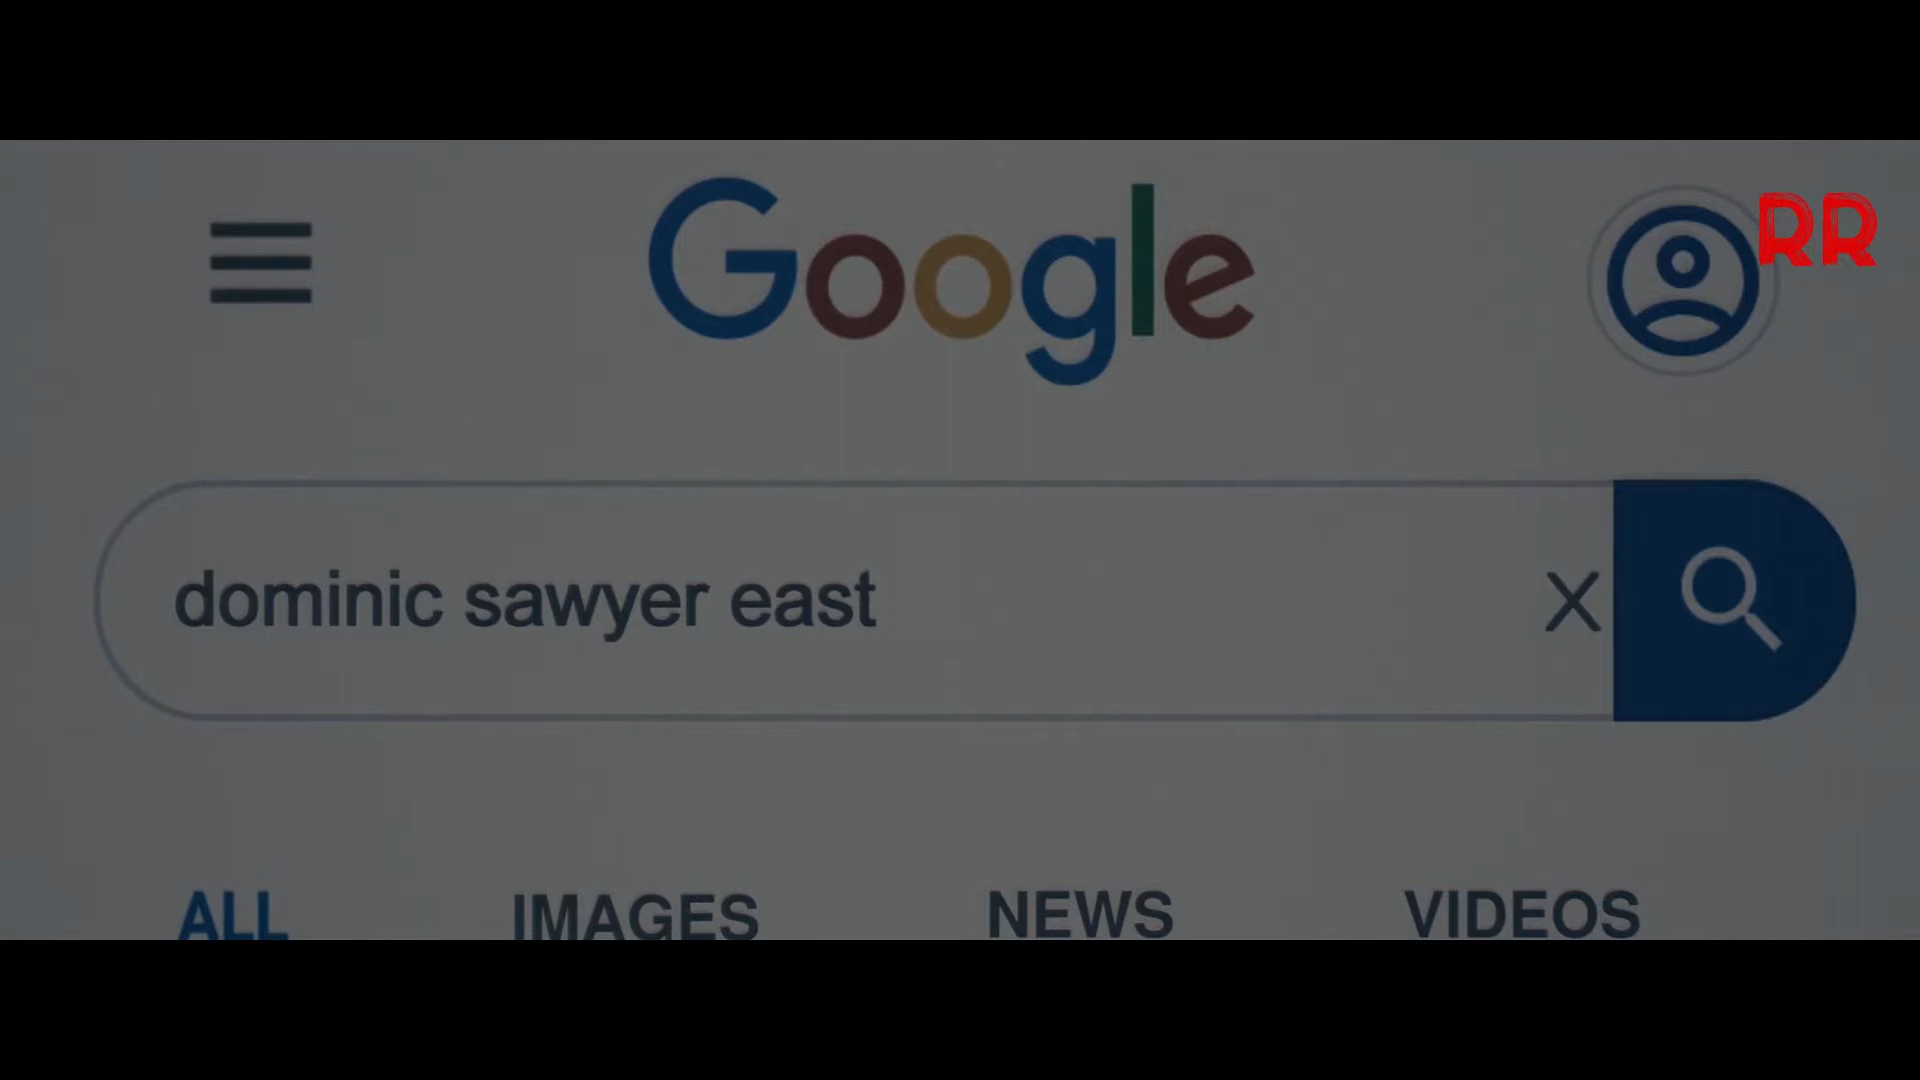 Google
RR
dominic sawyer east
X
ALL IMAGES NEWS VIDEOS